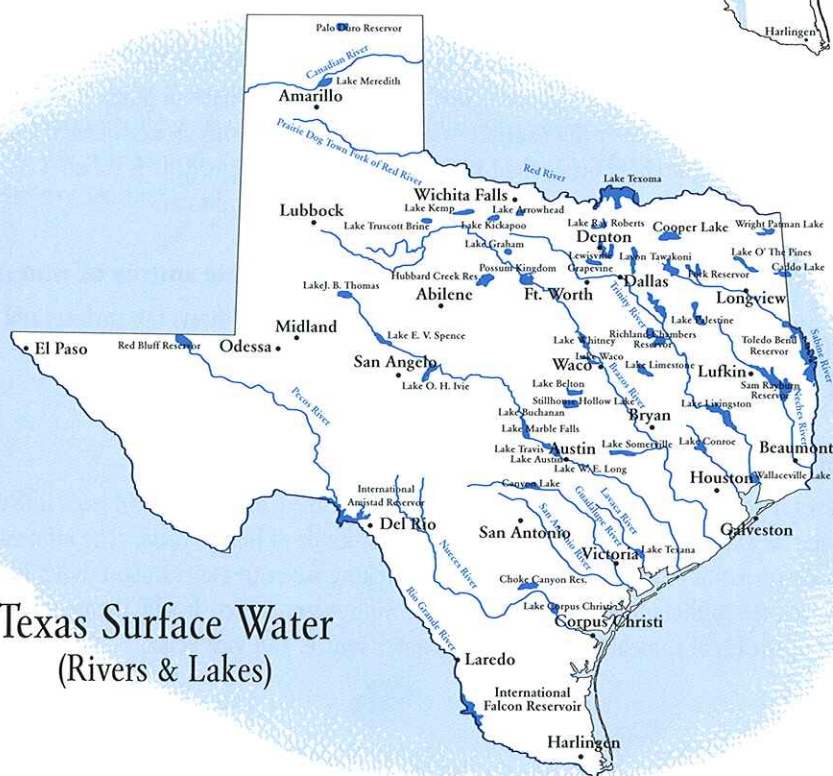 Harlingen
Palo Duro Reservoir
Canadian River
Lake Meredith
Amarillo
Prairie Dog Town Fork of Red River
Red River
Lake Texoma
Wichita Falls
Lake Kemp
Lake Arrowhead
Lake Truscott Brine
Lake Kickapoo
Lubbock
Lake Ray Roberts
Cooper Lake
Wright Patman Lake
Denton
Lake Graham
Lewisville
Lavon
Tawakoni
Lake O' The Pines
Hubbard Creek Res.
Possum Kingdom
Grapevine
Fork Reservoir
Caddo Lake
LakeJ. B. Thomas
Abilene
Ft. Worth
Dallas
Longview
Trinity River
Lake Palestine
Midland
Lake E. V. Spence
Lake Whitney
Richland-Chambers
Reservoir
Toledo Bend
Reservoir
Sabine River
El Paso
Red Bluff Reservoir
Odessa
San Angelo
Lake Waco
Waco
Lake Limestone
Lufkin
Sam Rayburn
Reservoir
Lake O. H. Ivie
Lake Belton
Stillhouse Hollow Lake
Brazos River
Pecos River
Lake Buchanan
Bryan
Lake Livingston
Neches River
Lake Marble Falls
Lake Travis
Austin
Lake Somerville
Lake Conroe
Beaumont
Lake Austin
Lake W. E. Long
Canyon Lake
Houston
Wallaceville Lake
International
Amistad Reservoir
Del Rio
San Antonio
San Antonio River
Guadalupe River
Lavaca River
Galveston
Nueces River
Victoria
Lake Texana
Choke Canyon Res.
Lake Corpus Christi
Corpus Christi
Rio Grande River
Texas Surface Water
(Rivers & Lakes)
Laredo
International
Falcon Reservoir
Harlingen